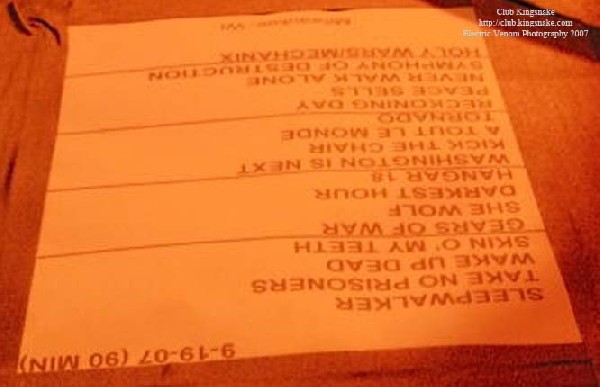 Club Kingsnake
http://club.kingsnake.com
Electric Venom Photography 2007
9-19-07 (90 MIN)
SLEEPWALKER
TAKE NO PRISONERS
WAKE UP DEAD
SKIN O' MY TEETH
GEARS OF WAR
SHE WOLF
DARKEST HOUR
HANGAR 18
WASHINGTON IS NEXT
KICK THE CHAIR
A TOUT LE MONDE
TORNADO
RECKONING DAY
PEACE SELLS
NEVER WALK ALONE
SYMPHONY OF DESTRUCTION
HOLY WARS/MECHANIX
Milwaukee, WI